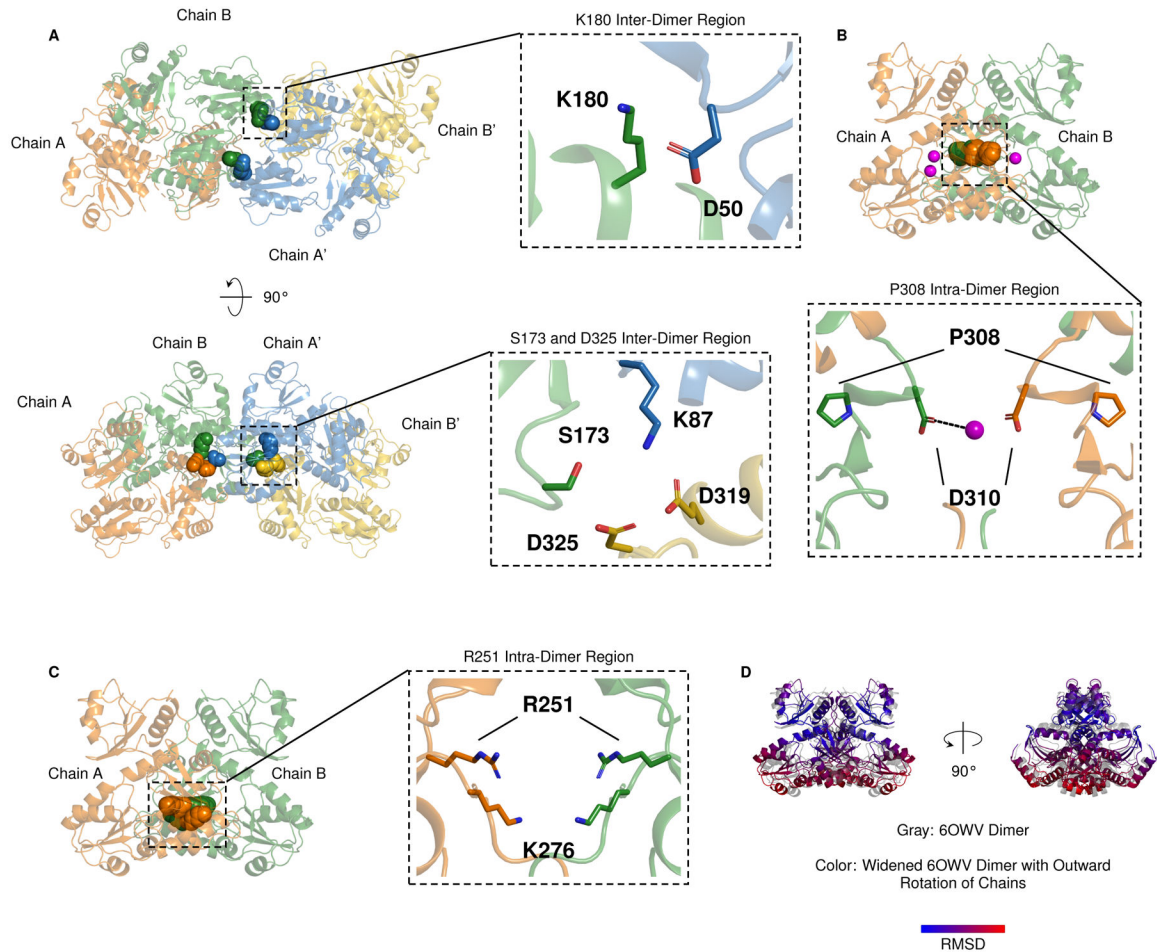 A
Chain B
Chain A
Chain B'
Chain A'
K180 Inter-Dimer Region
K180
D50
90°
Chain B
Chain A'
Chain A
Chain B'
S173 and D325 Inter-Dimer Region
S173
K87
D319
D325
B
Chain A
Chain B
P308 Intra-Dimer Region
P308
D310
C
Chain A
Chain B
R251 Intra-Dimer Region
R251
K276
D
90°
Gray: 6OWV Dimer
Color: Widened 6OWV Dimer with Outward
Rotation of Chains
RMSD